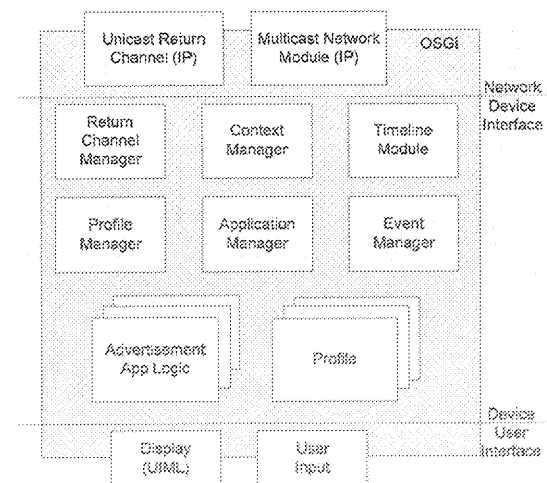 Unicast Return
Channel (IP)
Multicast Network
Module (IP)
OSGi
Network
Device
Interface
Return
Channel
Manager
Context
Manager
Timeline
Module
Profile
Manager
Application
Manager
Event
Manager
Advertisement
App Logic
Profile
Device
User
Interface
Display
(UIML)
User
Input